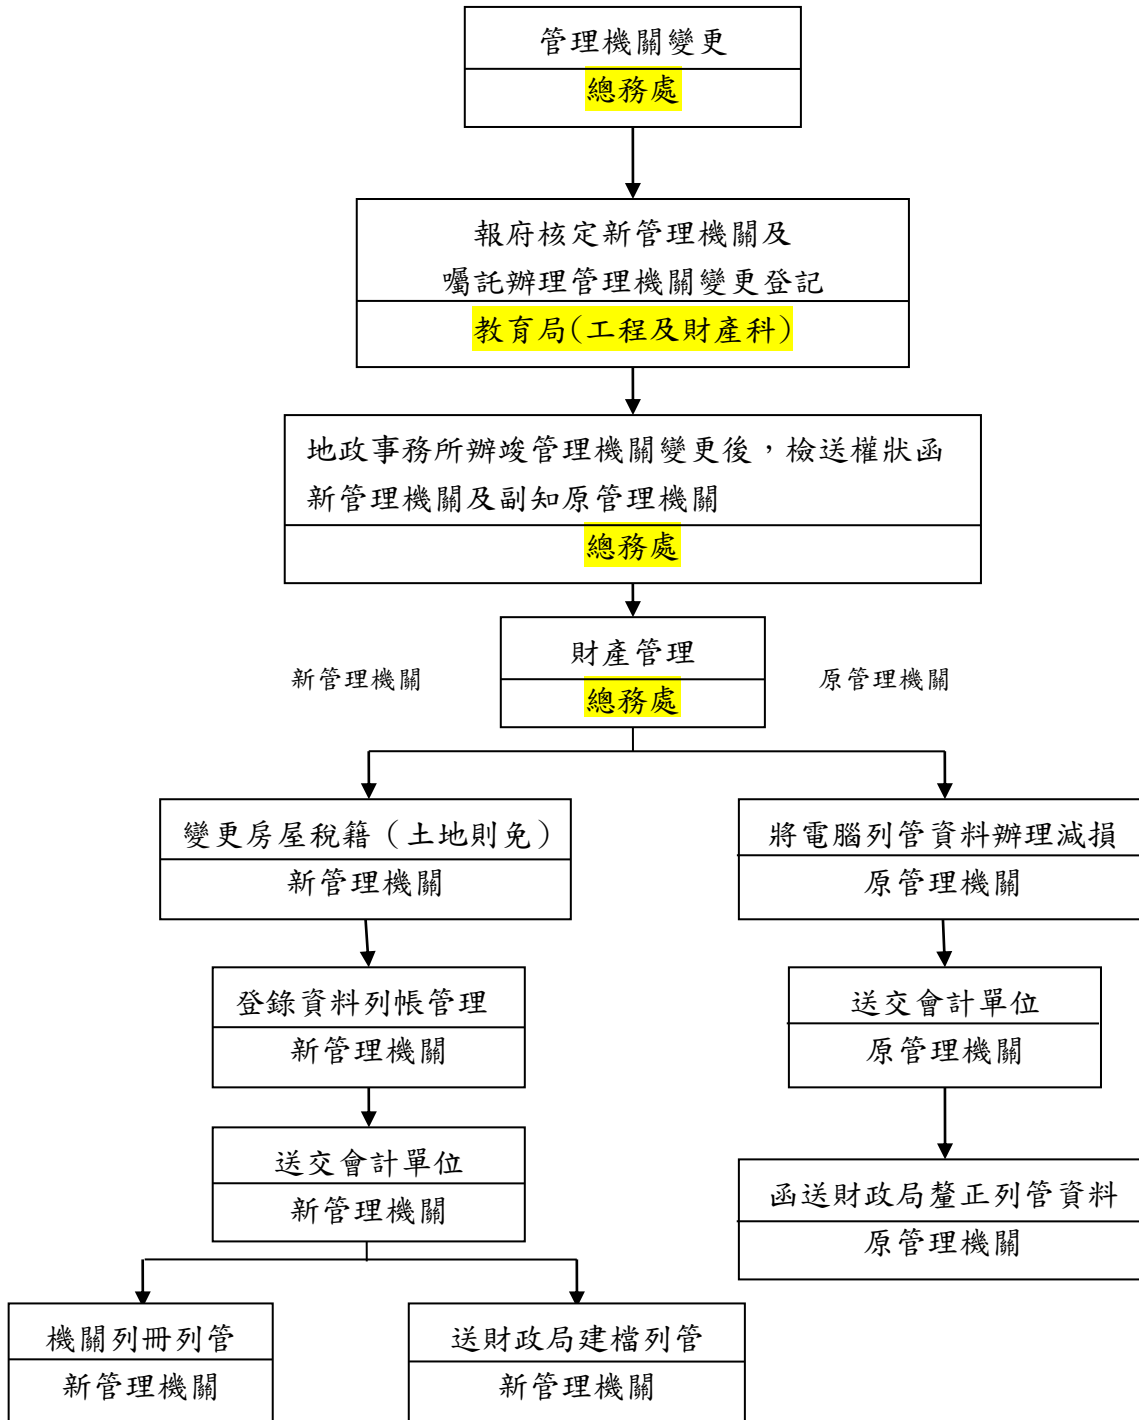 管理機關變更
總務處
報府核定新管理機關及
囑託辦理管理機關變更登記
教育局(工程及財產科)
地政事務所辦竣管理機關變更後，檢送權狀函
新管理機關及副知原管理機關
總務處
財產管理
總務處
新管理機關
原管理機關
變更房屋稅籍（土地則免）
新管理機關
將電腦列管資料辦理減損
原管理機關
登錄資料列帳管理
新管理機關
送交會計單位
原管理機關
送交會計單位
新管理機關
函送財政局釐正列管資料
原管理機關
機關列冊列管
新管理機關
送財政局建檔列管
新管理機關